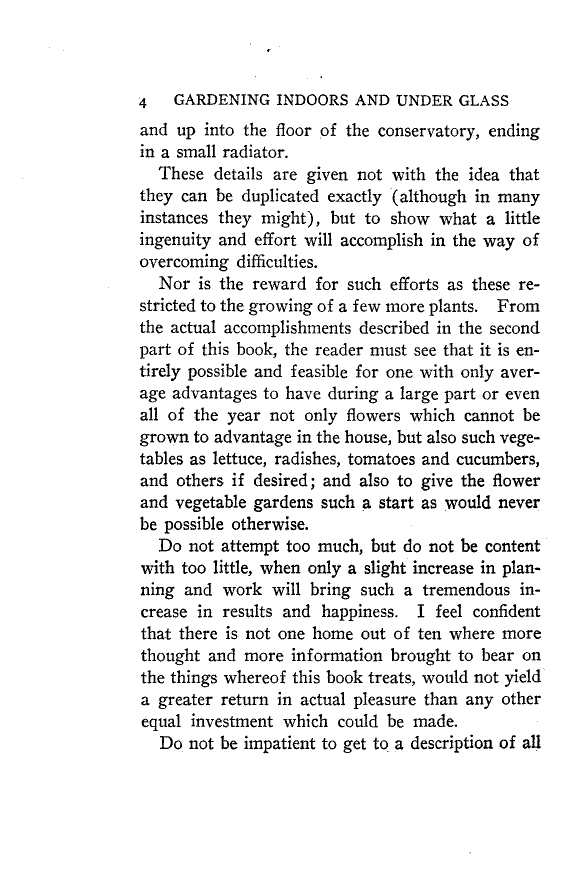 4 GARDENING INDOORS AND UNDER GLASS
and up into the floor of the conservatory, ending
in a small radiator.
These details are given not with the idea that
they can be duplicated exactly (although in many
instances they might), but to show what a little
ingenuity and effort will accomplish in the way of
overcoming difficulties.
Nor is the reward for such efforts as these re-
stricted to the growing of a few more plants. From
the actual accomplishments described in the second
part of this book, the reader must see that it is en-
tirely possible and feasible for one with only aver-
age advantages to have during a large part or even
all of the year not only flowers which cannot be
grown to advantage in the house, but also such vege-
tables as lettuce, radishes, tomatoes and cucumbers,
and others if desired; and also to give the flower
and vegetable gardens such a start as would never
be possible otherwise.
Do not attempt too much, but do not be content
with too little, when only a slight increase in plan-
ning and work will bring such a tremendous in-
crease in results and happiness. I feel confident
that there is not one home out of ten where more
thought and more information brought to bear on
the things whereof this book treats, would not yield
a greater return in actual pleasure than any other
equal investment which could be made.
Do not be impatient to get to a description of all